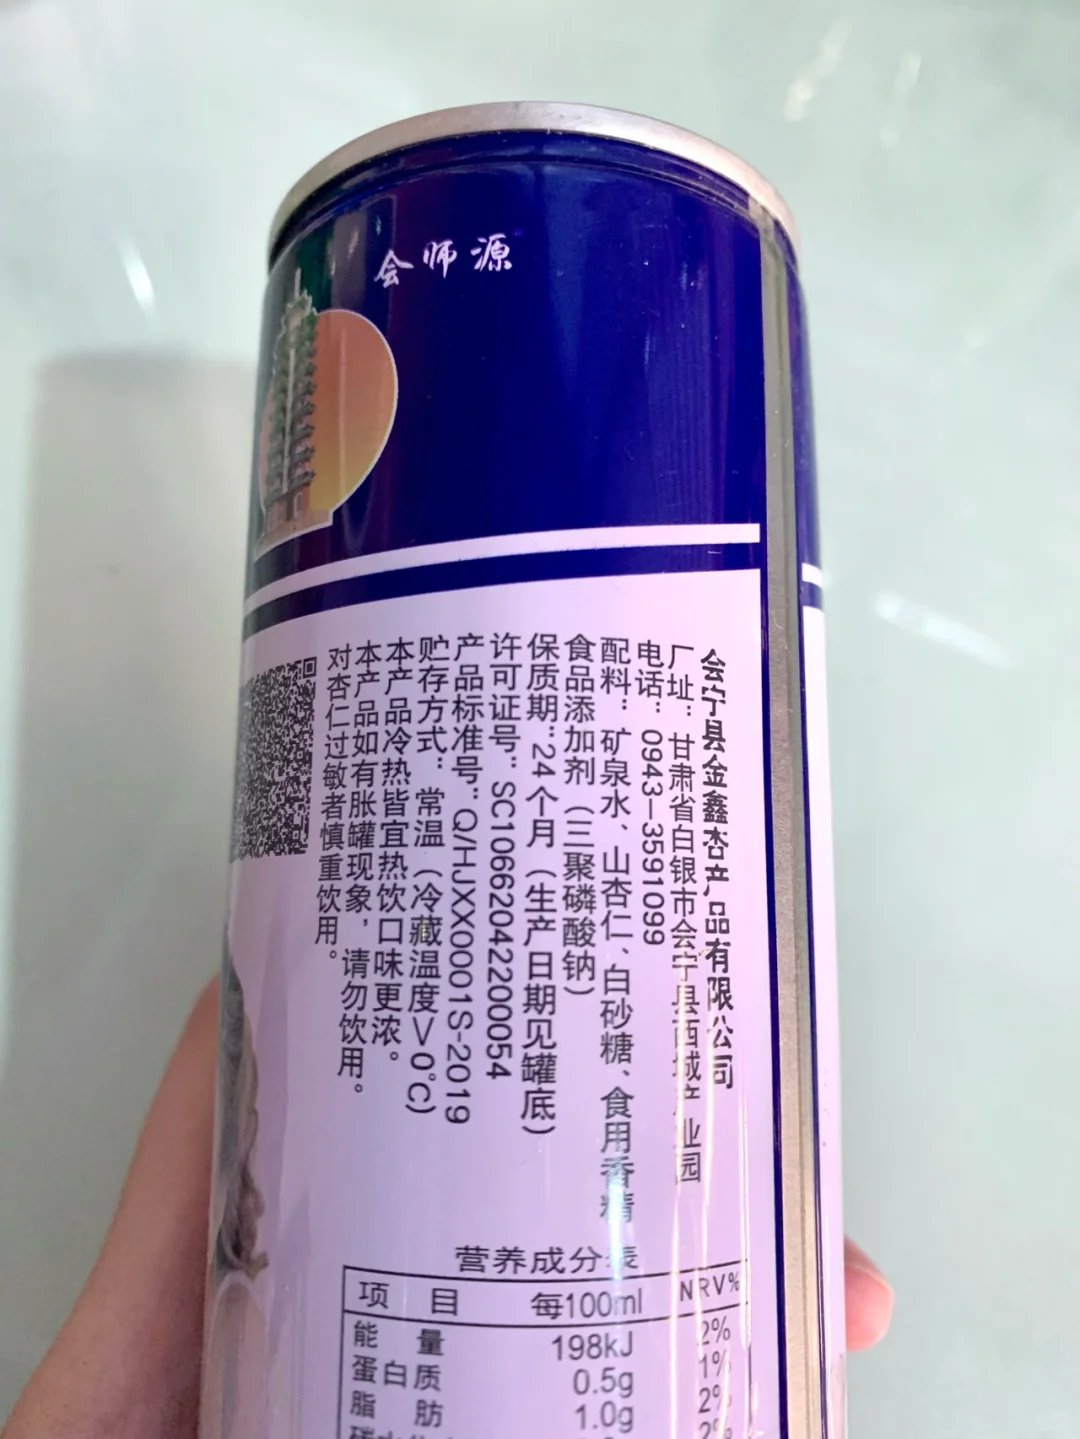 会师源
会宁县金鑫杏产品有限公司
厂址：甘肃省白银市会宁县西城产业园
电话：0943—3591099
配料：矿泉水、山杏仁、白砂糖、食用香精
食品添加剂（三聚磷酸钠）
保质期：24个月（生产日期见罐底）
许可证号：SC10662042200054
产品标准号：Q/HJXX0001S-2019
贮存方式：常温（冷藏温度＞0℃）
本产品冷热皆宜热饮口味更浓。
本产品如有胀罐现象，请勿饮用。
对杏仁过敏者慎重饮用。
营养成分表
项 目 每100ml NRV%
能 量 198kJ 2%
蛋白质 0.5g 1%
脂 肪 1.0g 2%